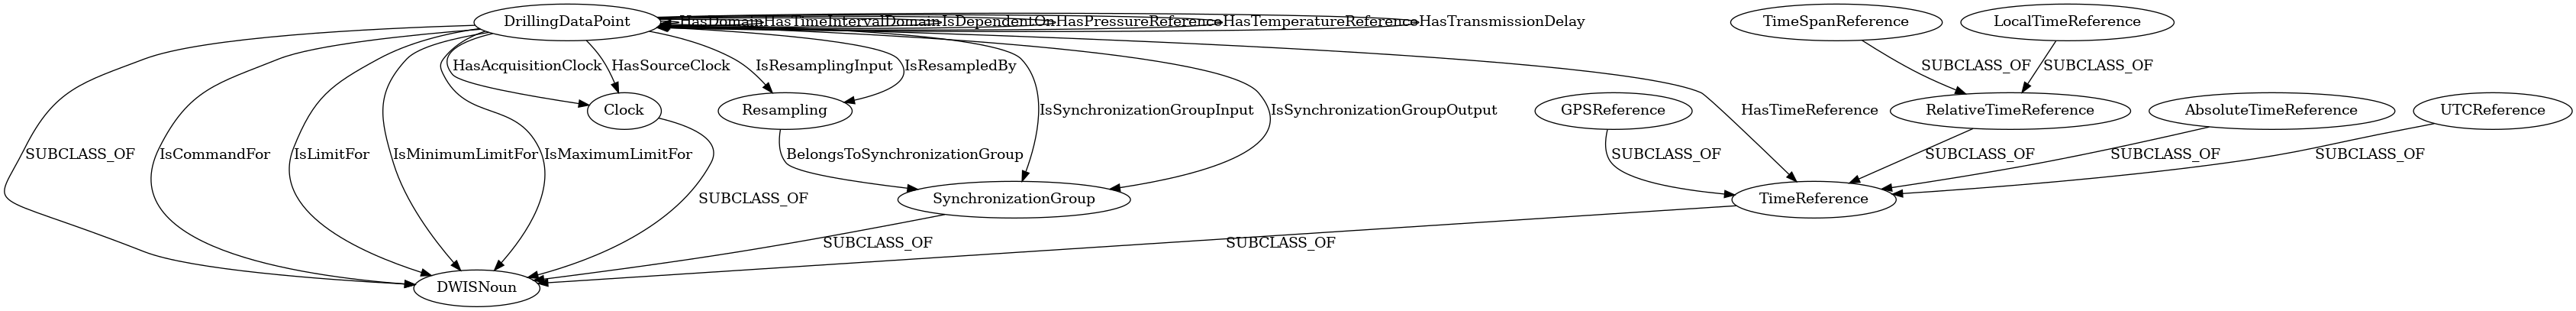 DrillingDataPoint
HasDomain
HasTimeIntervalDomain
IsDependentOn
HasPressureReference
HasTemperatureReference
HasTransmissionDelay
TimeSpanReference
LocalTimeReference
HasAcquisitionClock
HasSourceClock
IsResamplingInput
IsResampledBy
SUBCLASS_OF
SUBCLASS_OF
Clock
Resampling
IsSynchronizationGroupInput
IsSynchronizationGroupOutput
GPSReference
HasTimeReference
RelativeTimeReference
AbsoluteTimeReference
UTCReference
SUBCLASS_OF
IsCommandFor
IsLimitFor
IsMinimumLimitFor
IsMaximumLimitFor
BelongsToSynchronizationGroup
SUBCLASS_OF
SUBCLASS_OF
SUBCLASS_OF
SUBCLASS_OF
SUBCLASS_OF
SynchronizationGroup
TimeReference
SUBCLASS_OF
SUBCLASS_OF
DWISNoun